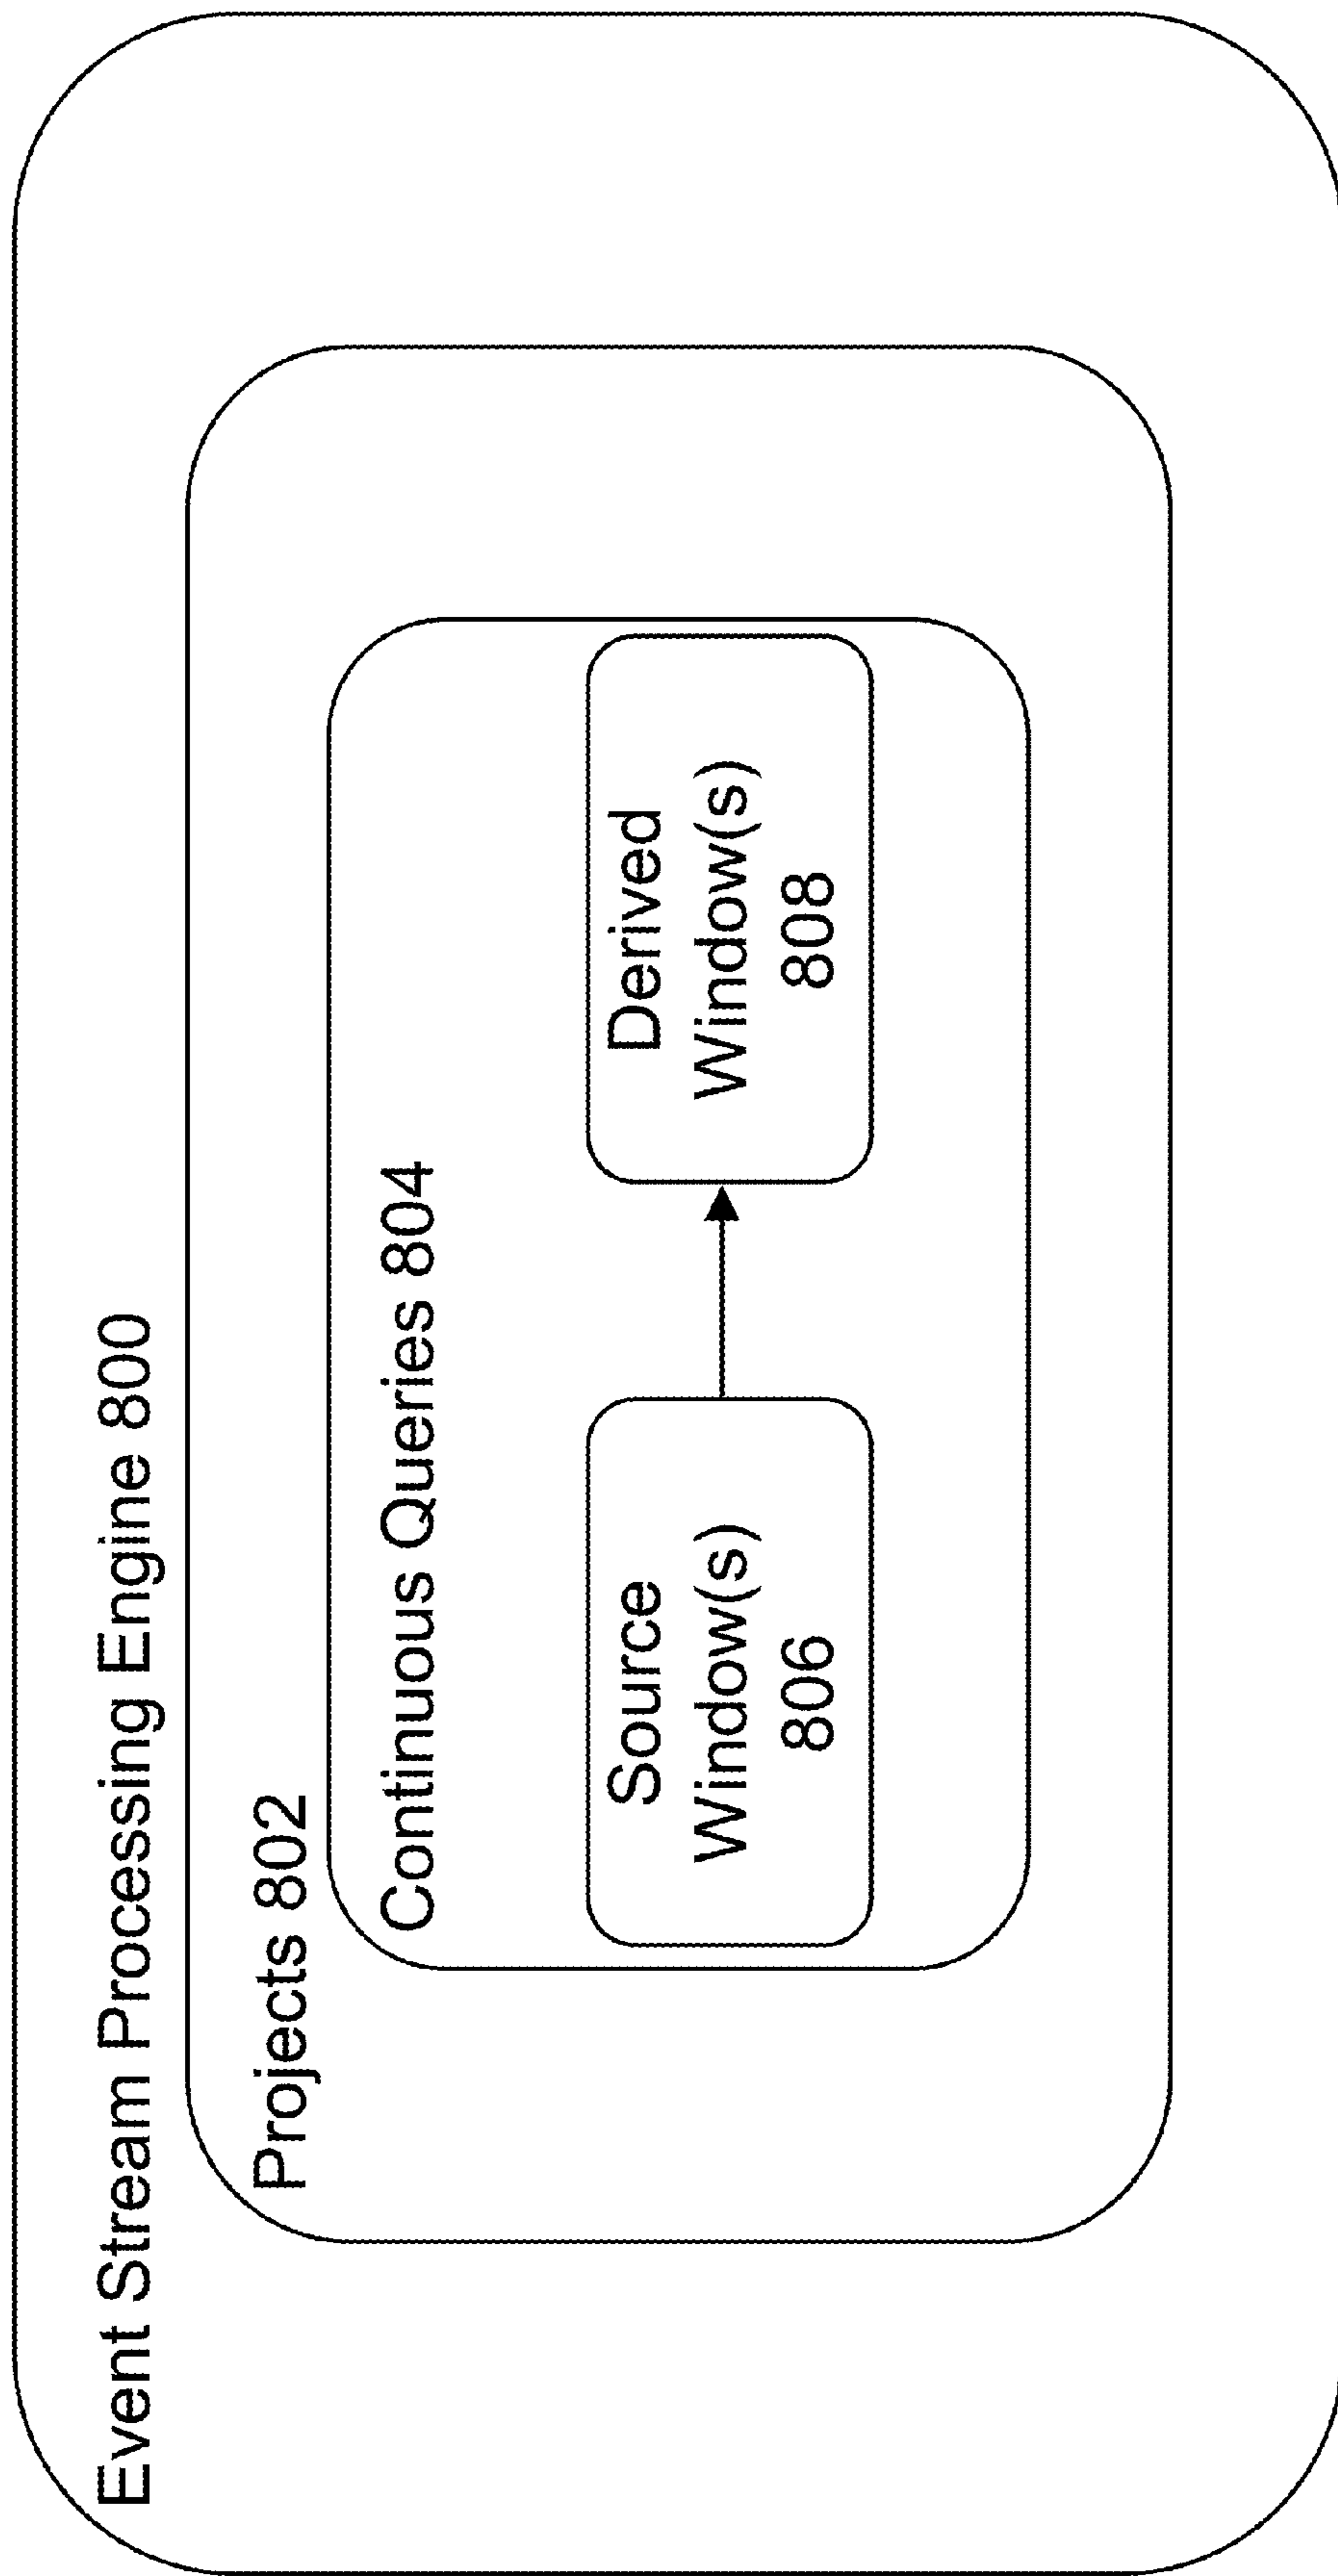 Event Stream Processing Engine 800
Projects 802
Continuous Queries 804
Source
Window(s)
806
Derived
Window(s)
808